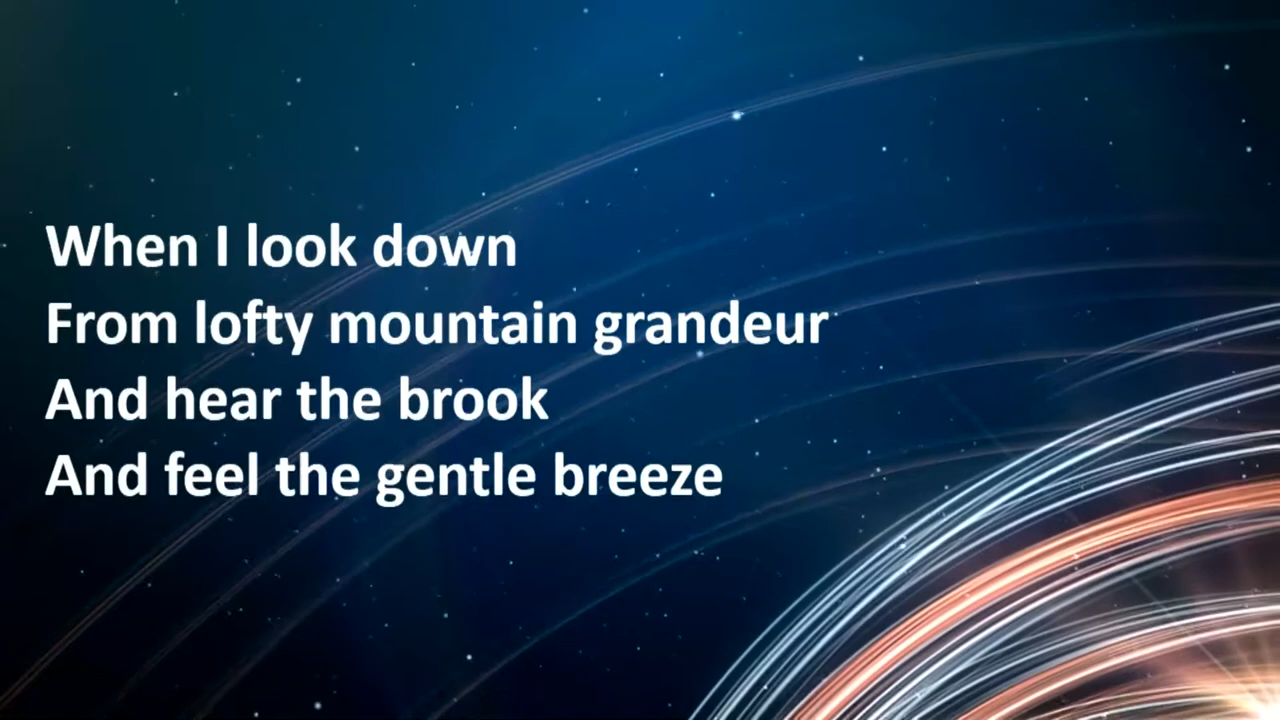 When I look down
From lofty mountain grandeur
And hear the brook
And feel the gentle breeze